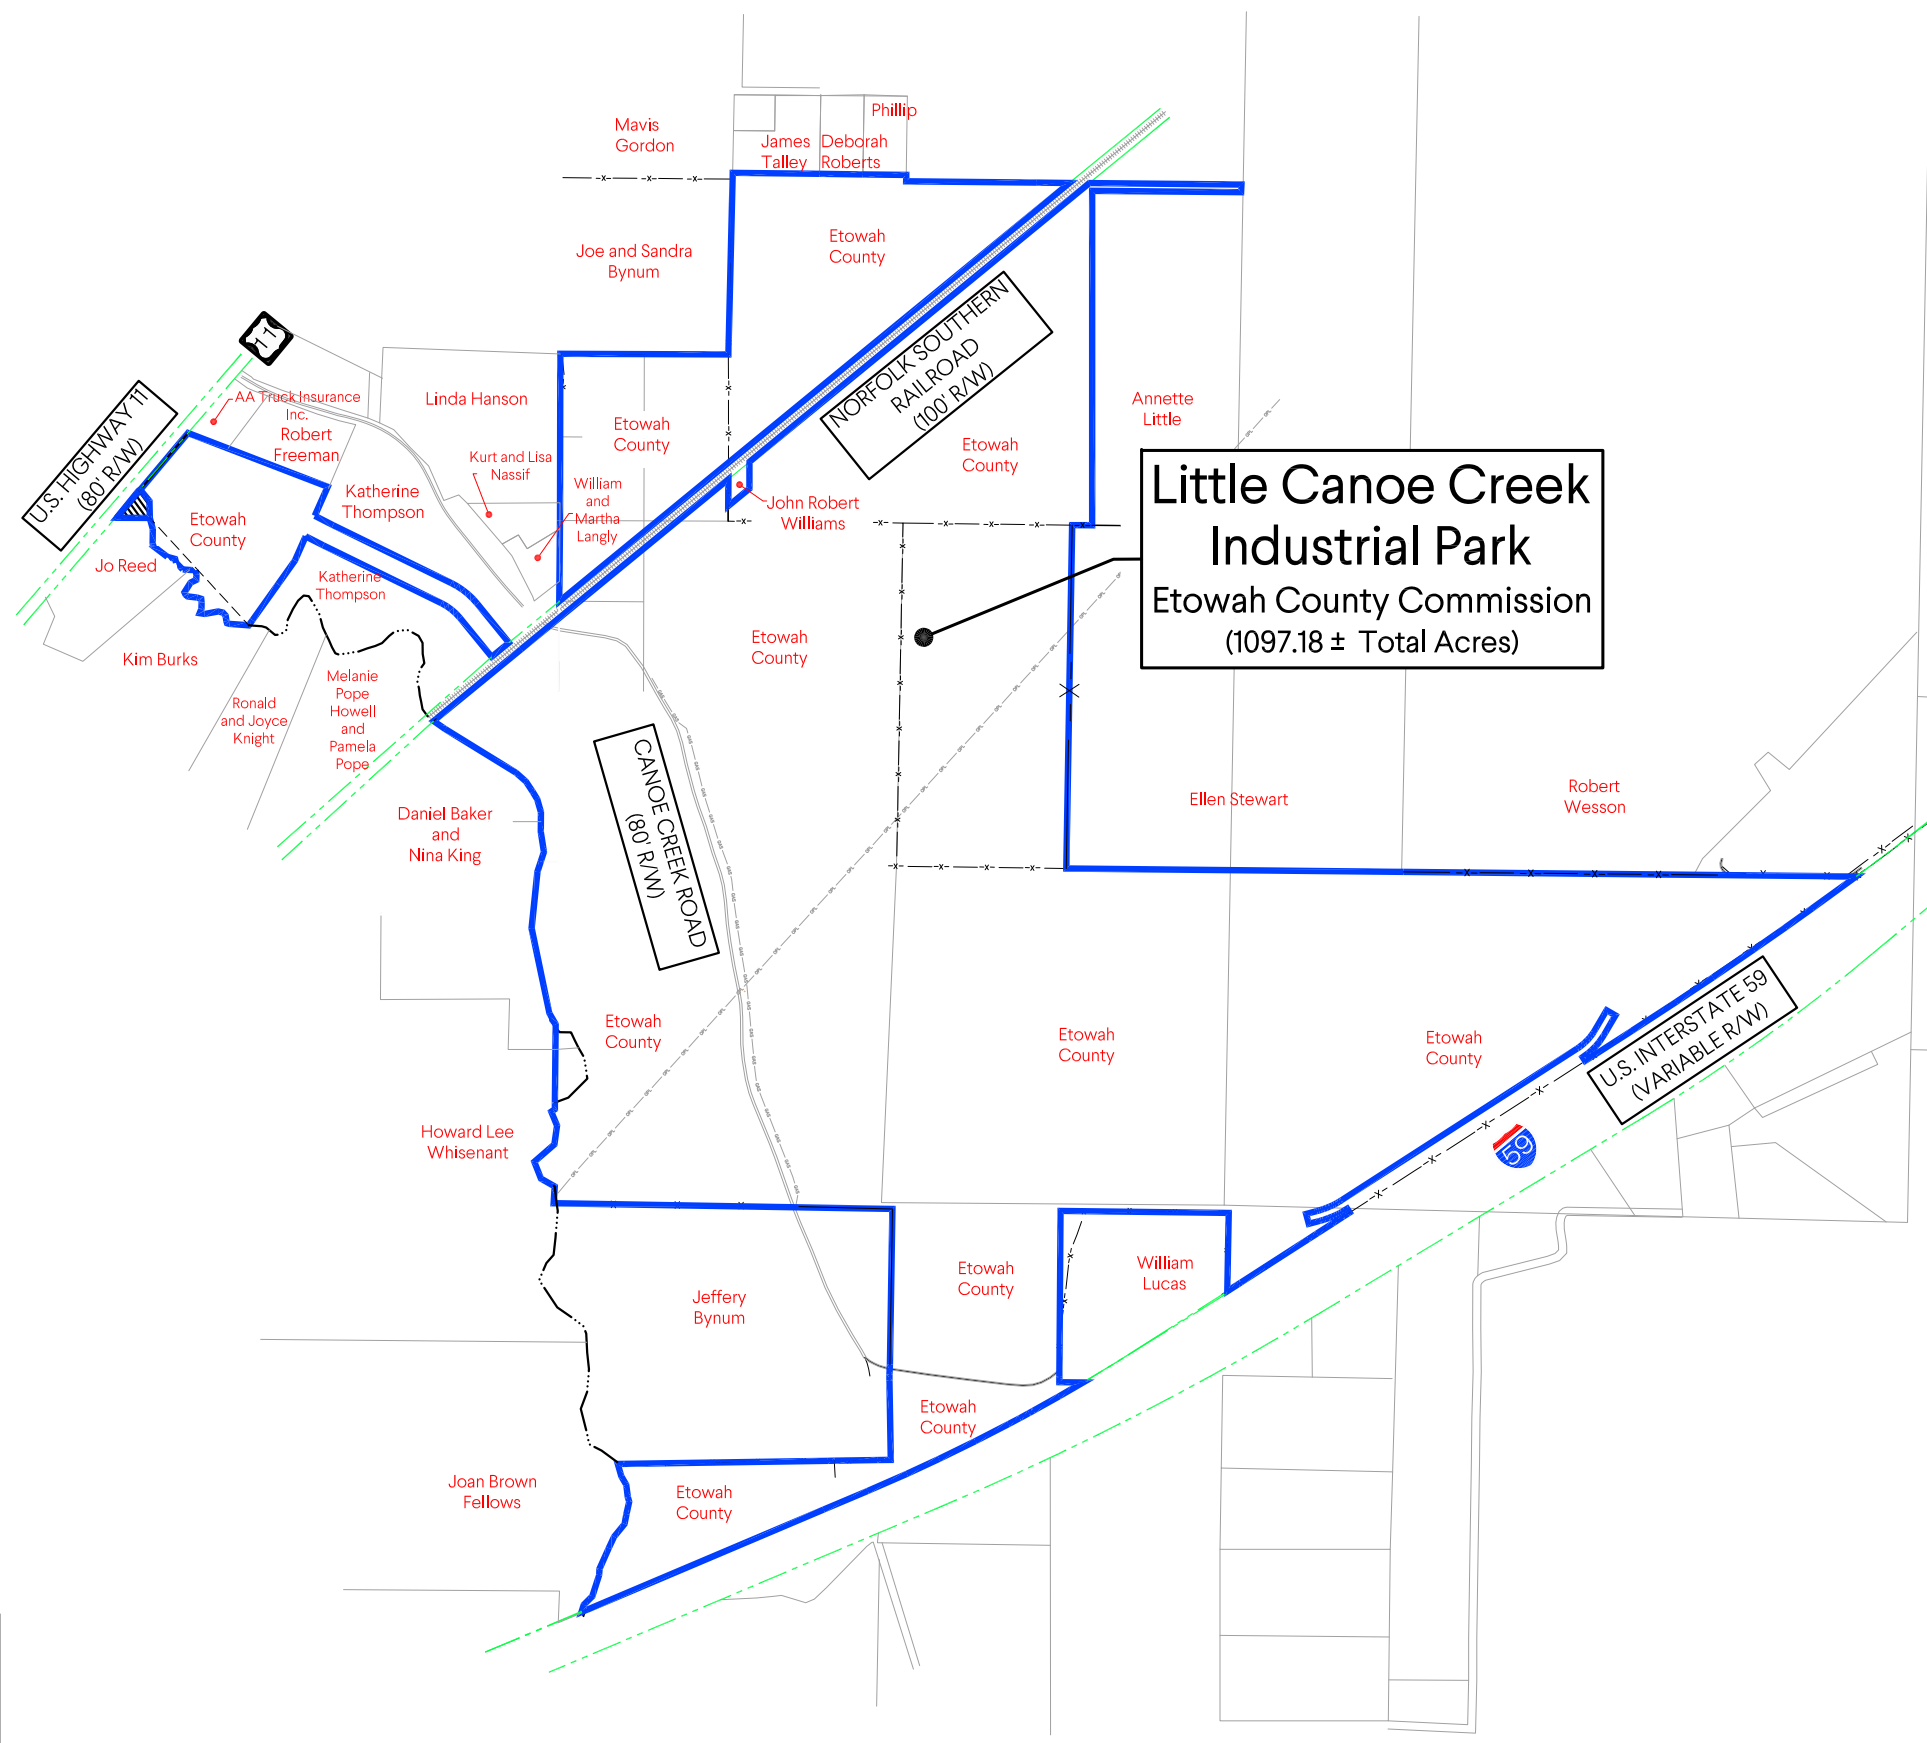 Phillip
Mavis
Gordon
James
Talley
Deborah
Roberts
Joe and Sandra
Bynum
Etowah
County
11
NORFOLK SOUTHERN
RAILROAD
(100' R/W)
U.S. HIGHWAY 11
(80' R/W)
AA Truck Insurance
Inc.
Robert
Freeman
Linda Hanson
Etowah
County
Annette
Little
Etowah
County
Kurt and Lisa
Nassif
William
and
Martha
Langly
John Robert
Williams
Katherine
Thompson
Etowah
County
Jo Reed
Katherine
Thompson
Little Canoe Creek
Industrial Park
Etowah County Commission
(1097.18 ± Total Acres)
Etowah
County
Kim Burks
Ronald
and Joyce
Knight
Melanie
Pope
Howell
and
Pamela
Pope
CANOE CREEK ROAD
(80' R/W)
Daniel Baker
and
Nina King
Ellen Stewart
Robert
Wesson
Etowah
County
Etowah
County
Etowah
County
U.S. INTERSTATE 59
(VARIABLE R/W)
59
Howard Lee
Whisenant
Jeffery
Bynum
Etowah
County
William
Lucas
Etowah
County
Joan Brown
Fellows
Etowah
County